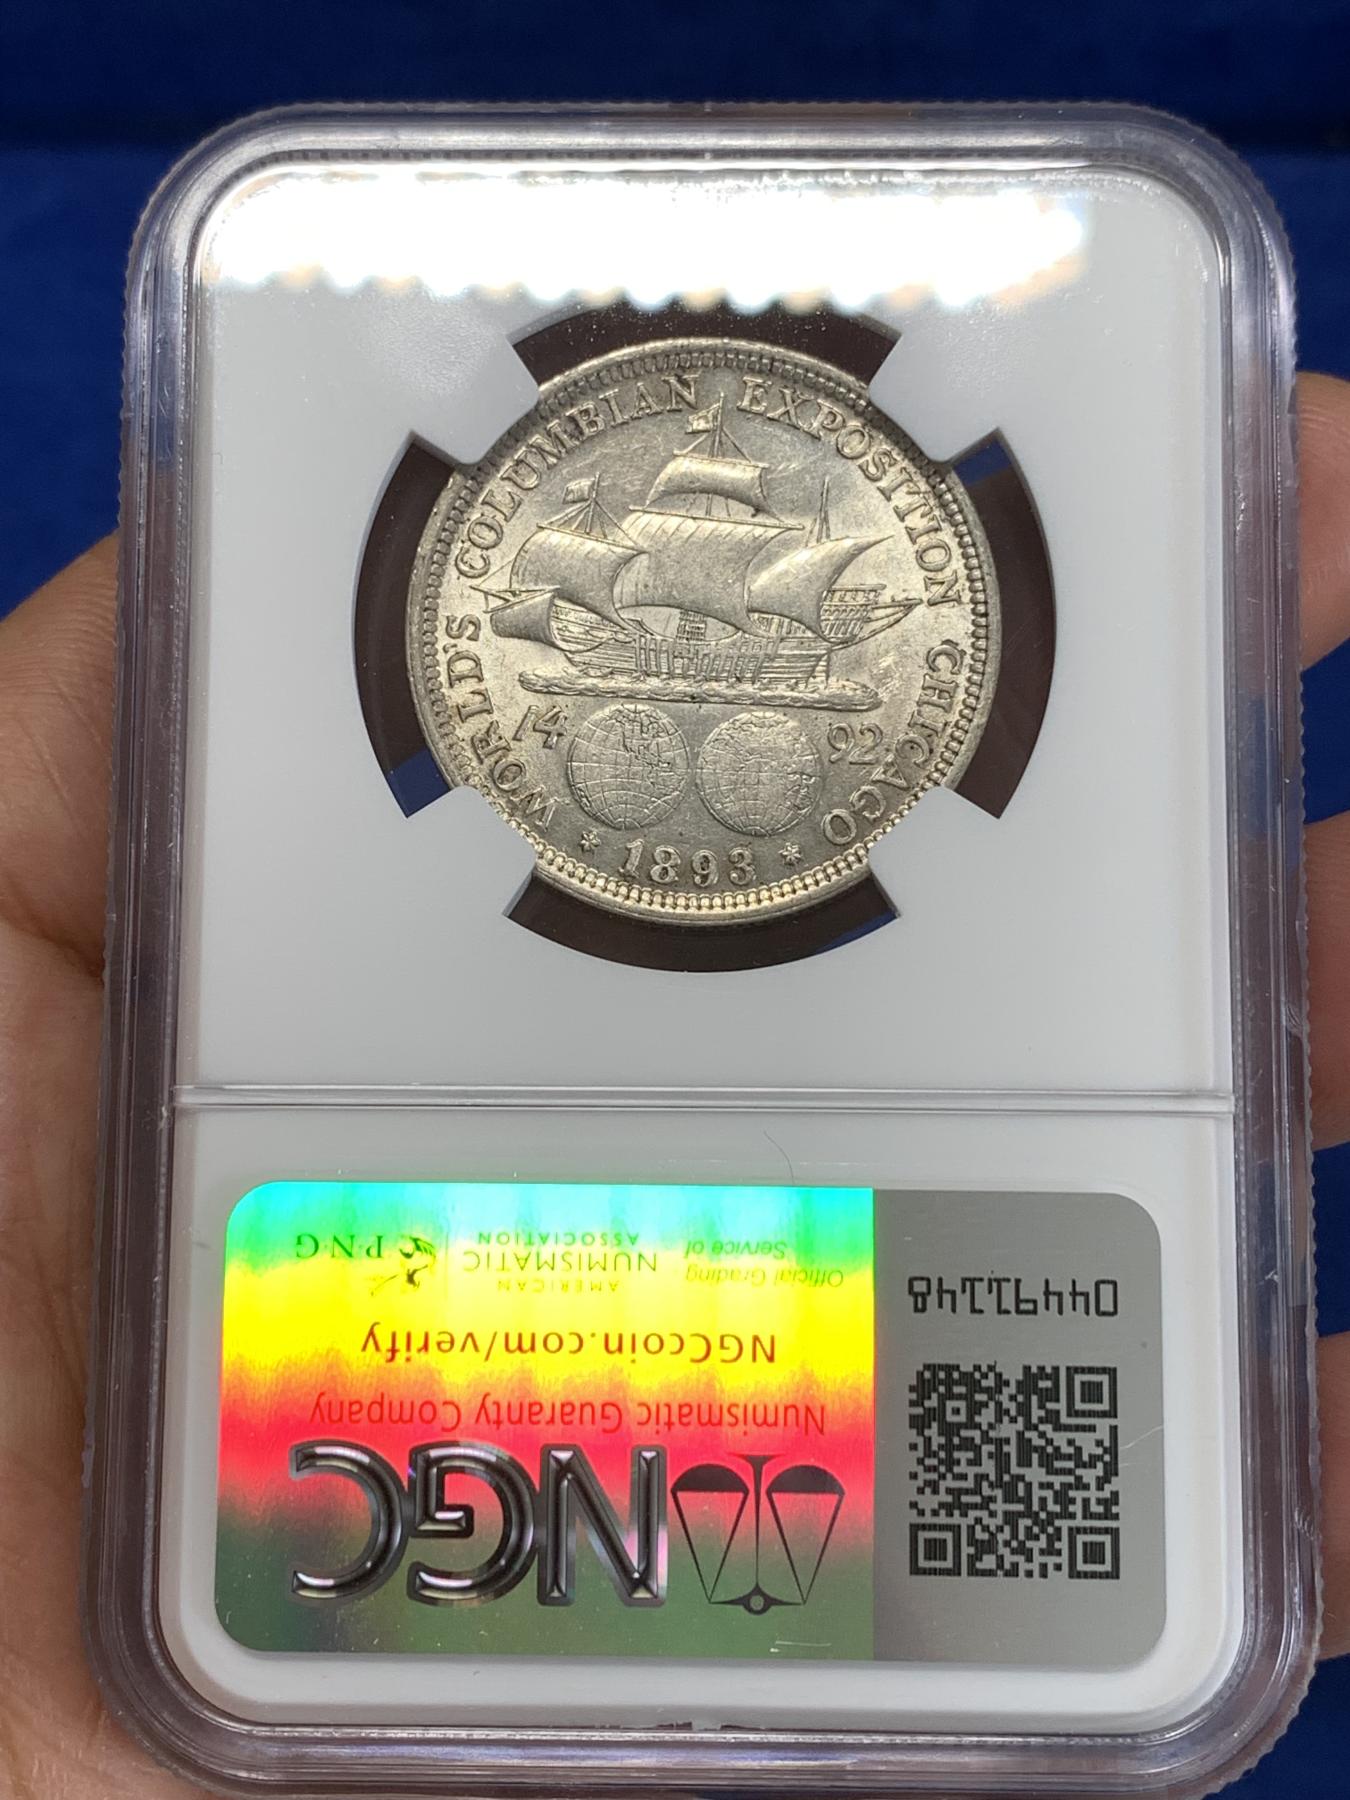 WORLD'S COLUMBIAN EXPOSITION CHICAGO
14 92
* 1893 *
NGC
Numismatic Guaranty Company
NGCcoin.com/verify
Official Grading
Service of
AMERICAN
NUMISMATIC
ASSOCIATION
P·N·G
04491148